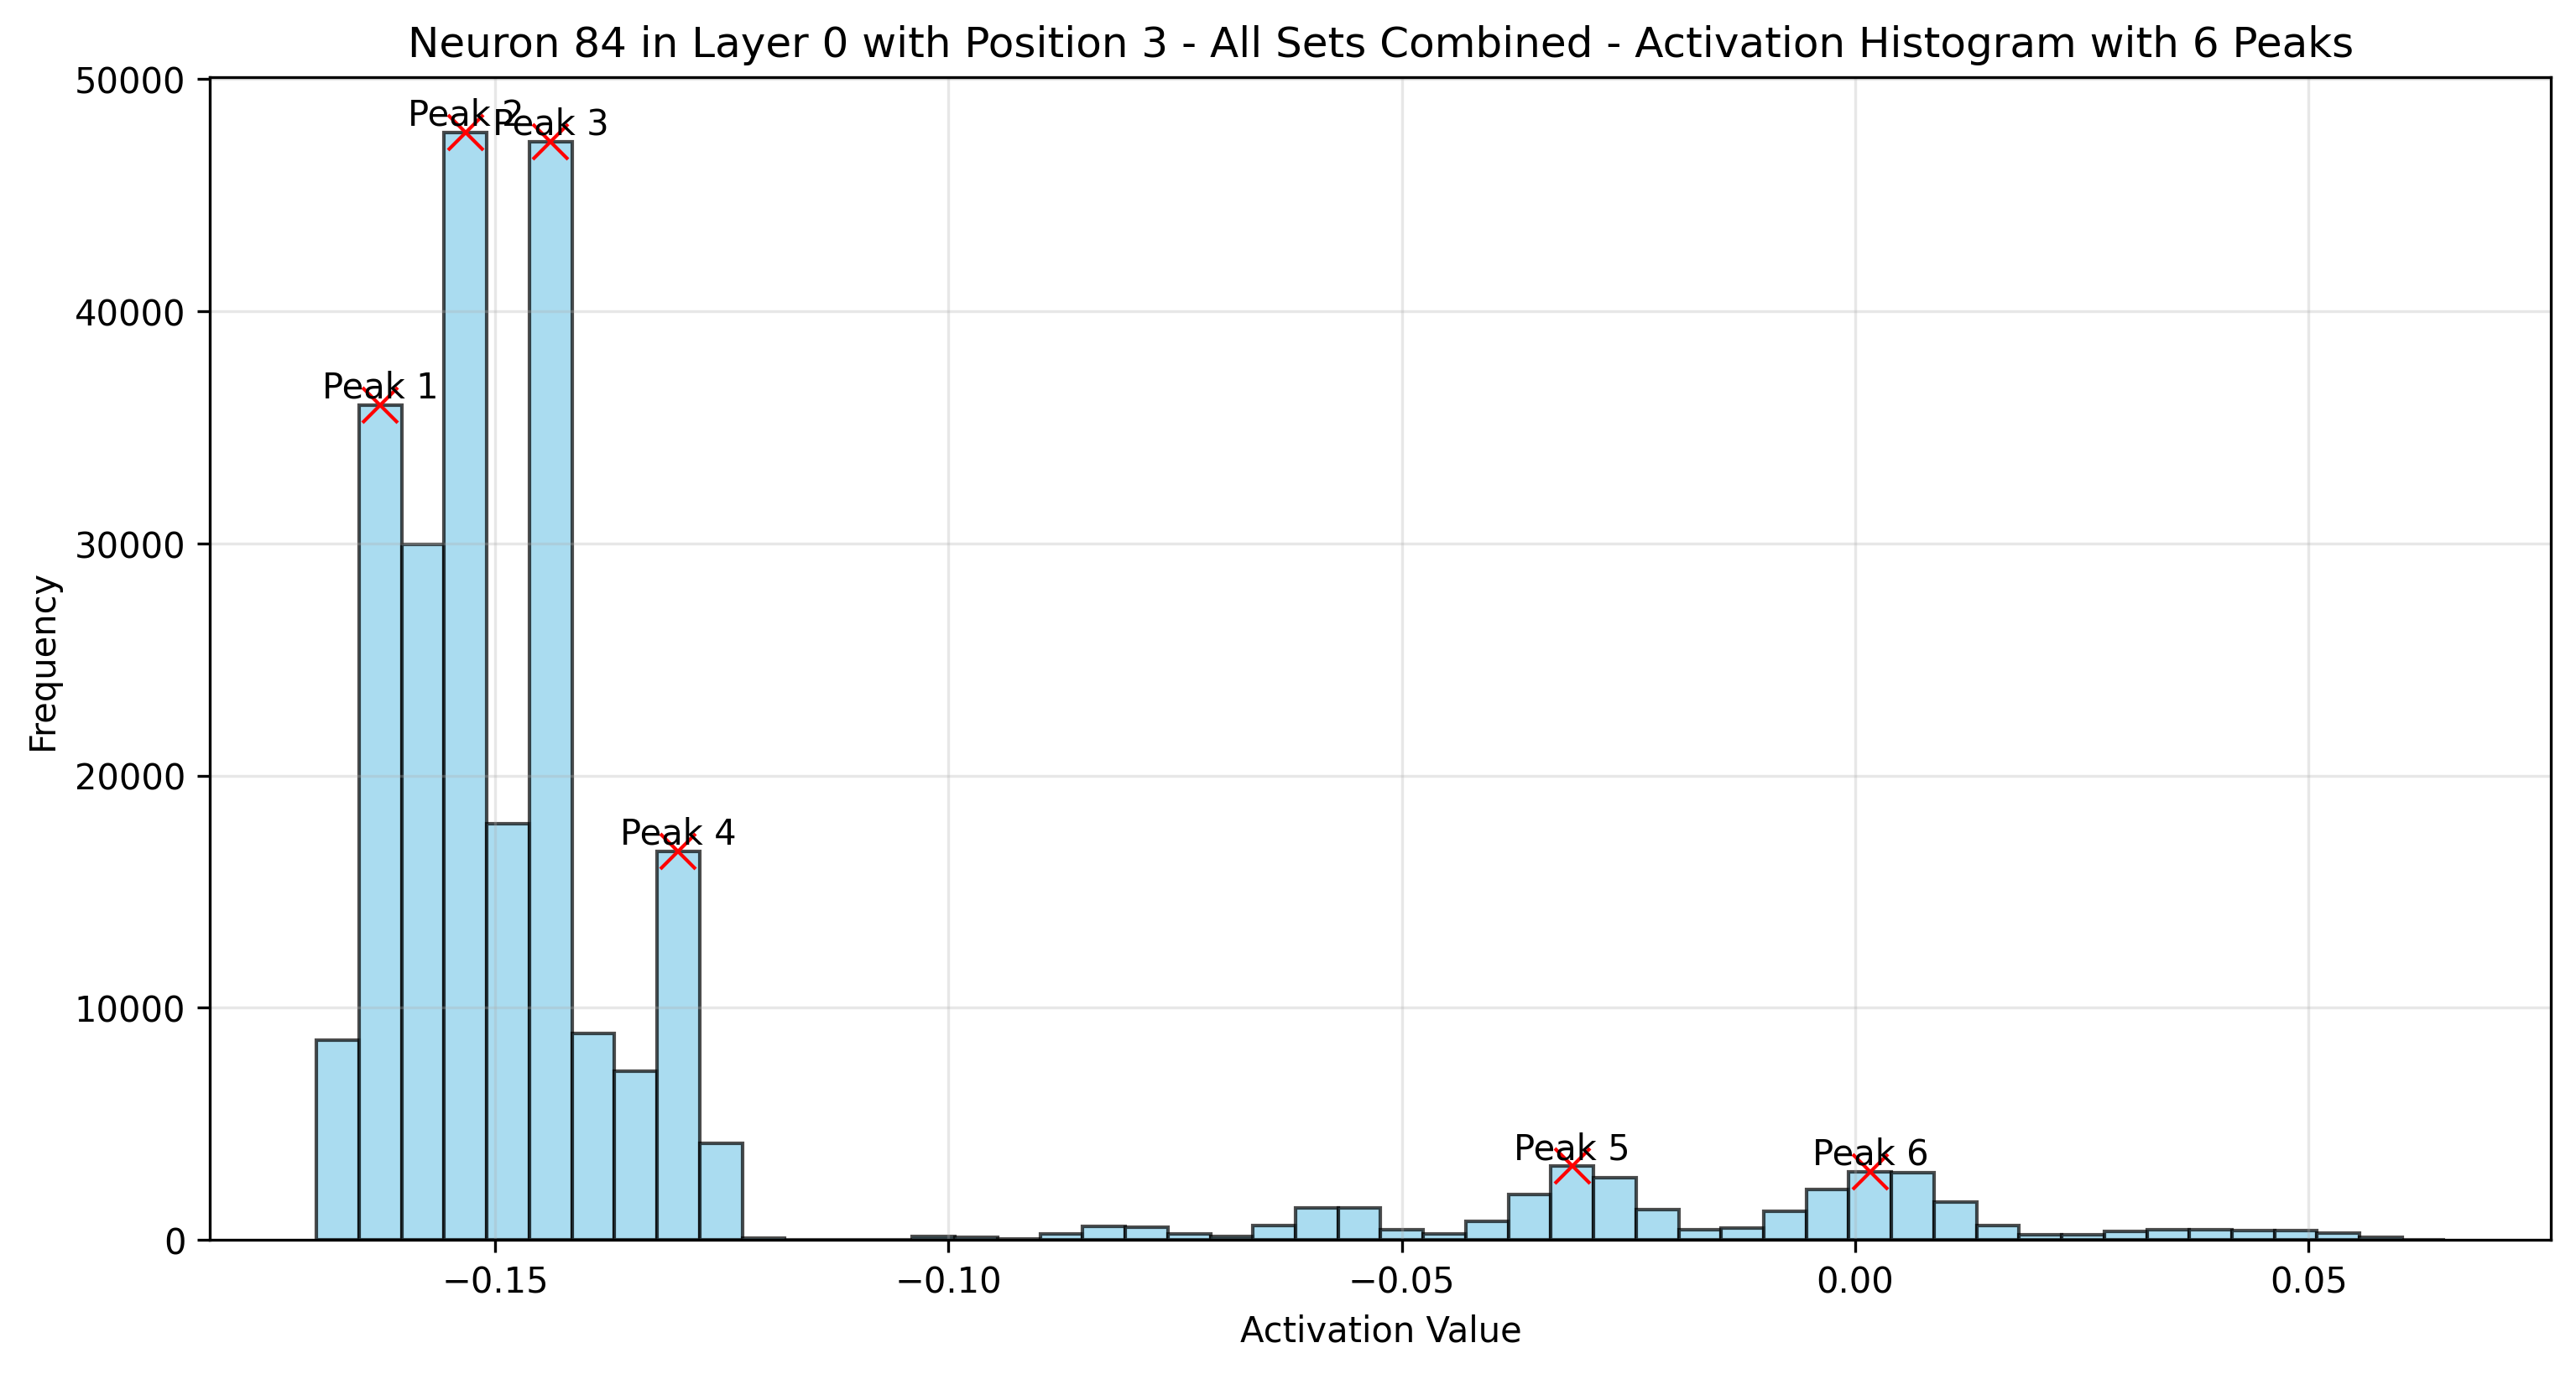 Neuron 84 in Layer 0 with Position 3 - All Sets Combined - Activation Histogram with 6 Peaks
50000
40000
30000
20000
10000
0
Frequency
Peak 1
Peak 2
Peak 3
Peak 4
Peak 5
Peak 6
−0.15
−0.10
−0.05
0.00
0.05
Activation Value